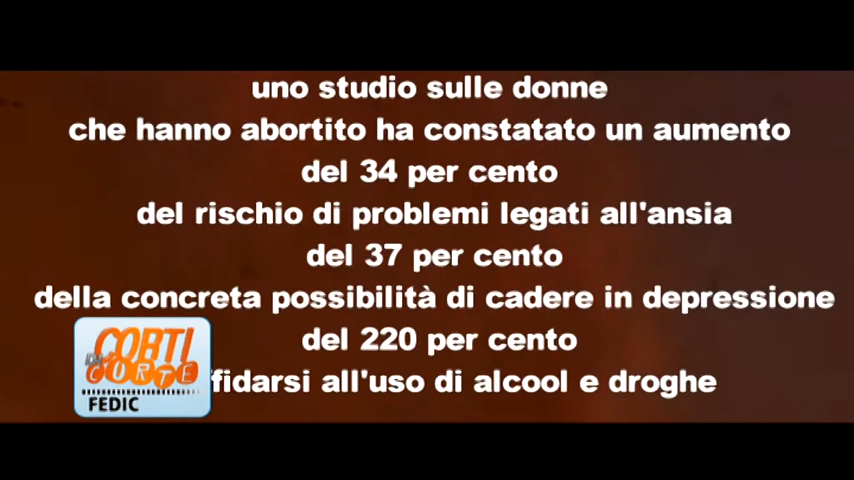 uno studio sulle donne
che hanno abortito ha constatato un aumento
del 34 per cento
del rischio di problemi legati all'ansia
del 37 per cento
della concreta possibilità di cadere in depressione
del 220 per cento
all'uso di alcool e droghe
CORTI
DI
CORTE
FEDIC